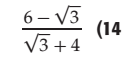 6 – √3
√3 + 4
(14